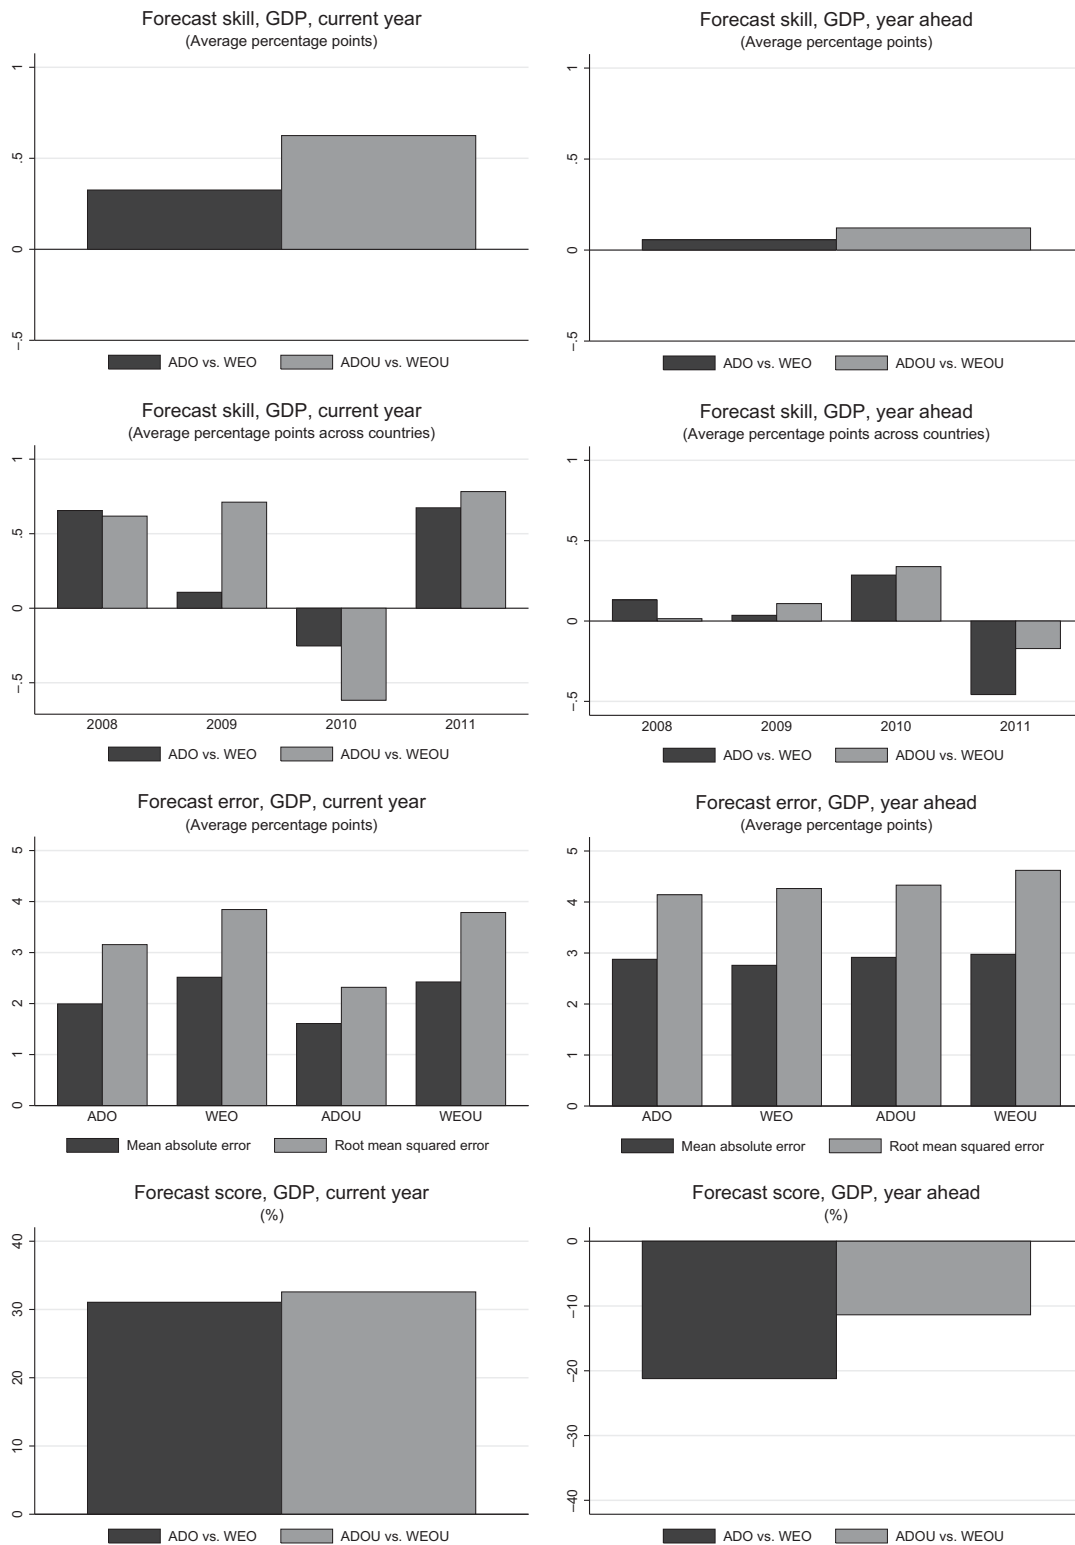 Forecast skill, GDP, current year
(Average percentage points)
1
.5
0
–.5
ADO vs. WEO ADOU vs. WEOU
Forecast skill, GDP, year ahead
(Average percentage points)
1
.5
0
–.5
ADO vs. WEO ADOU vs. WEOU
Forecast skill, GDP, current year
(Average percentage points across countries)
1
.5
0
–.5
2008 2009 2010 2011
ADO vs. WEO ADOU vs. WEOU
Forecast skill, GDP, year ahead
(Average percentage points across countries)
1
.5
0
–.5
2008 2009 2010 2011
ADO vs. WEO ADOU vs. WEOU
Forecast error, GDP, current year
(Average percentage points)
5
4
3
2
1
0
ADO WEO ADOU WEOU
Mean absolute error Root mean squared error
Forecast error, GDP, year ahead
(Average percentage points)
5
4
3
2
1
0
ADO WEO ADOU WEOU
Mean absolute error Root mean squared error
Forecast score, GDP, current year
(%)
40
30
20
10
0
ADO vs. WEO ADOU vs. WEOU
Forecast score, GDP, year ahead
(%)
0
–10
–20
–30
–40
ADO vs. WEO ADOU vs. WEOU